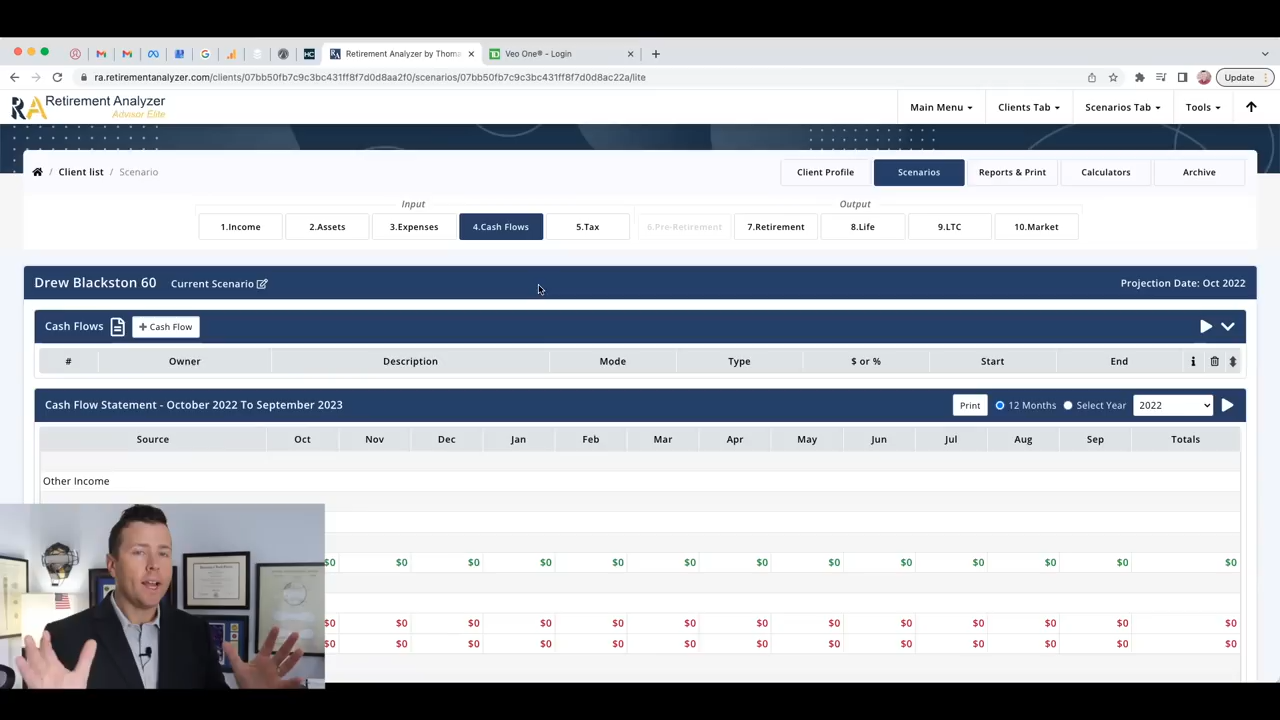 Retirement Analyzer by Thoma
Veo One® - Login
ra.retirementanalyzer.com/clients/07bb50fb7c9c3bc431ff8f7d0d8aa2f0/scenarios/07bb50fb7c9c3bc431ff8f7d0d8ac22a/lite
Update
RA Retirement Analyzer
Advisor Elite
Main Menu
Clients Tab
Scenarios Tab
Tools
/ Client list / Scenario
Client Profile
Scenarios
Reports & Print
Calculators
Archive
Input
Output
1.Income
2.Assets
3.Expenses
4.Cash Flows
5.Tax
6.Pre-Retirement
7.Retirement
8.Life
9.LTC
10.Market
Drew Blackston 60
Current Scenario
Projection Date: Oct 2022
Cash Flows
+ Cash Flow
# Owner Description Mode Type $ or % Start End
Cash Flow Statement - October 2022 To September 2023
Print
12 Months
Select Year
2022
Source Oct Nov Dec Jan Feb Mar Apr May Jun Jul Aug Sep Totals
Other Income
$0 $0 $0 $0 $0 $0 $0 $0 $0 $0 $0 $0 $0
$0 $0 $0 $0 $0 $0 $0 $0 $0 $0 $0 $0 $0
$0 $0 $0 $0 $0 $0 $0 $0 $0 $0 $0 $0 $0